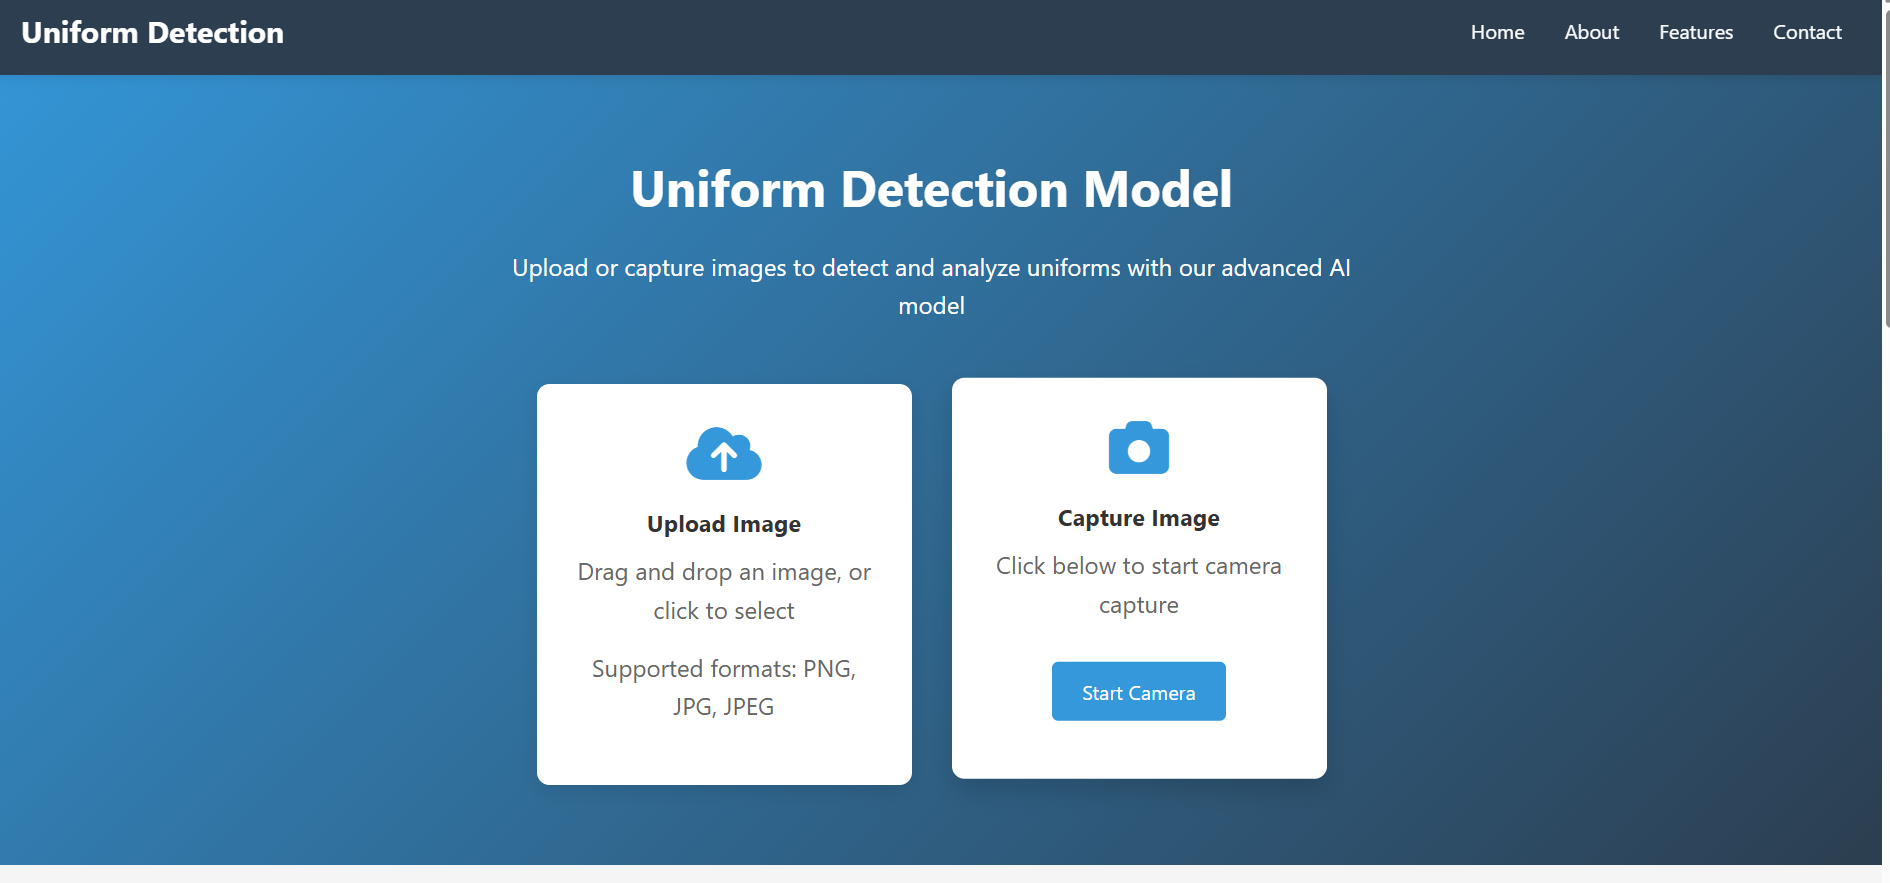 Uniform Detection
Home
About
Features
Contact
Uniform Detection Model
Upload or capture images to detect and analyze uniforms with our advanced AI
model
Upload Image
Drag and drop an image, or
click to select
Supported formats: PNG,
JPG, JPEG
Capture Image
Click below to start camera
capture
Start Camera